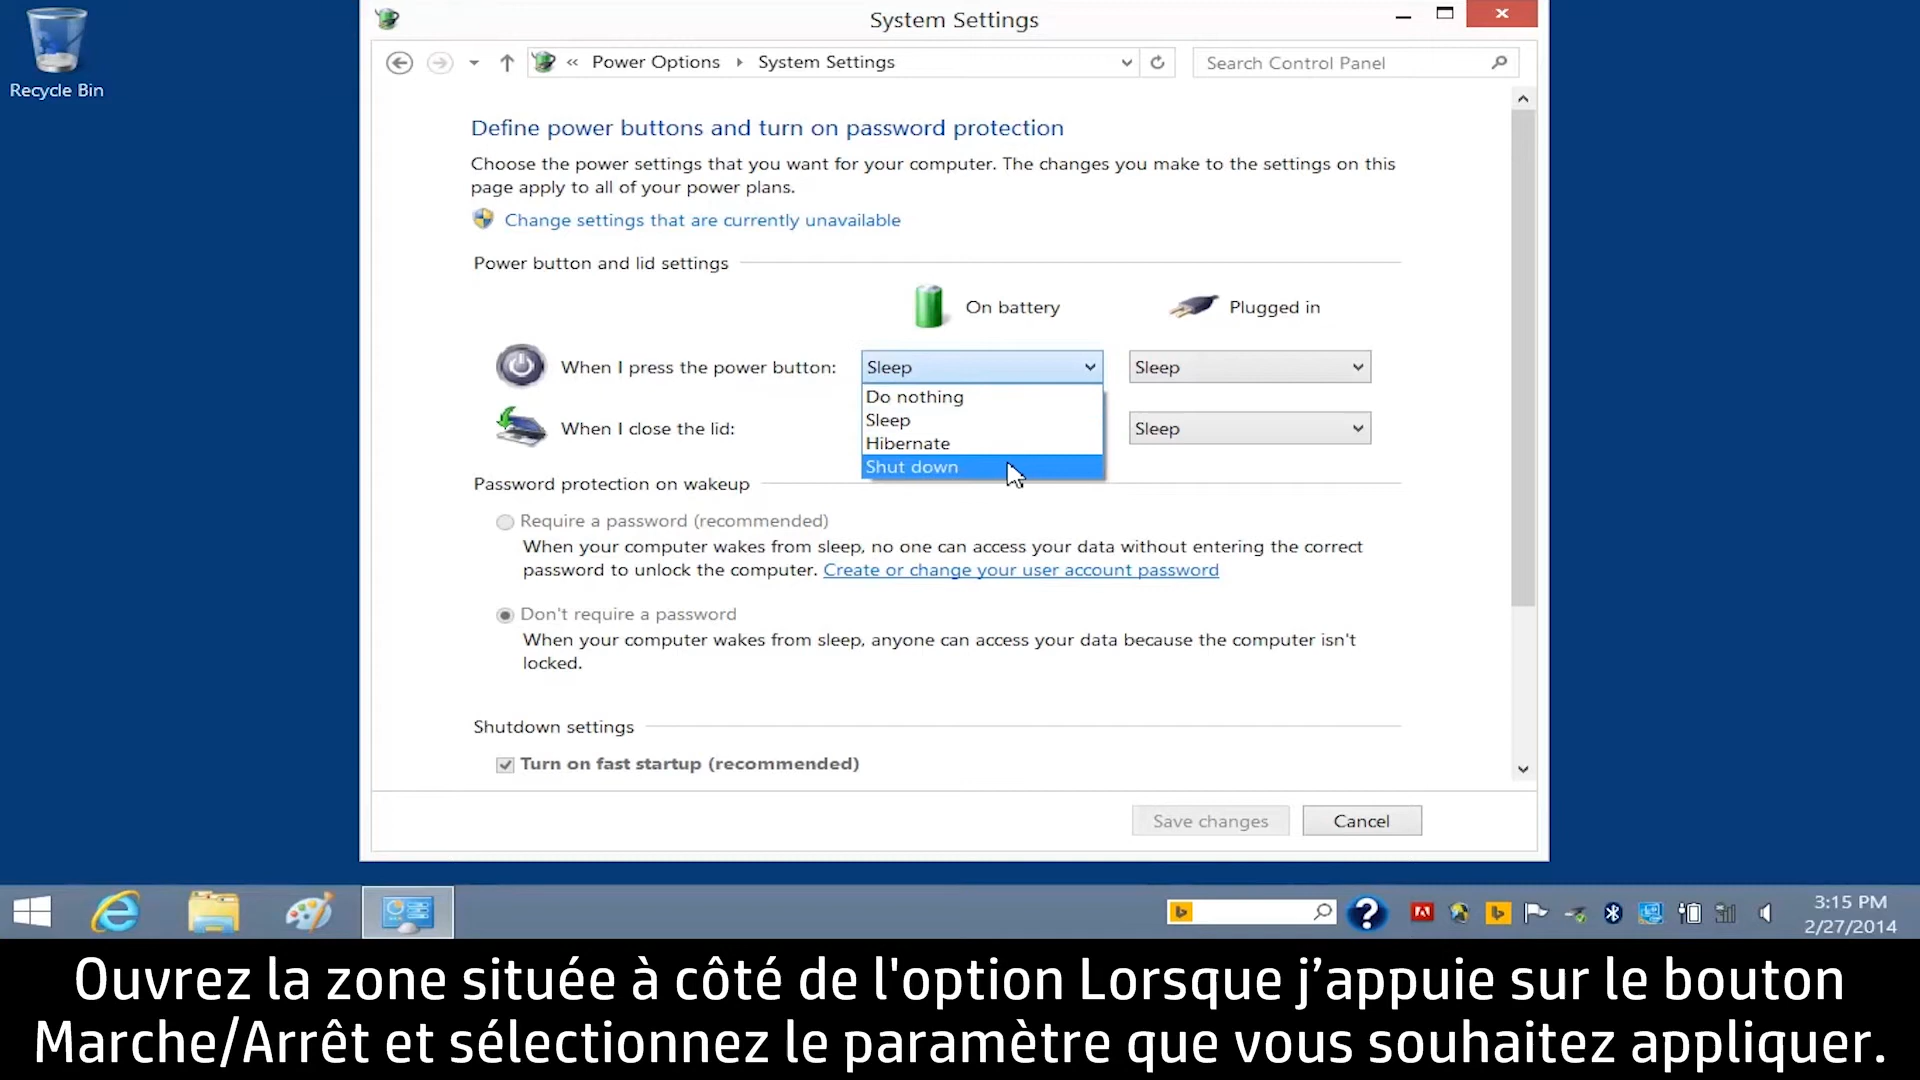 Recycle Bin
System Settings
« Power Options System Settings
Search Control Panel
Define power buttons and turn on password protection
Choose the power settings that you want for your computer. The changes you make to the settings on this
page apply to all of your power plans.
Change settings that are currently unavailable
Power button and lid settings
On battery
Plugged in
When I press the power button:
Sleep
Sleep
Do nothing
Sleep
Hibernate
Shut down
When I close the lid:
Sleep
Password protection on wakeup
Require a password (recommended)
When your computer wakes from sleep, no one can access your data without entering the correct
password to unlock the computer. Create or change your user account password
Don't require a password
When your computer wakes from sleep, anyone can access your data because the computer isn't
locked.
Shutdown settings
Turn on fast startup (recommended)
Save changes
Cancel
3:15 PM
2/27/2014
Ouvrez la zone située à côté de l'option Lorsque j’appuie sur le bouton
Marche/Arrêt et sélectionnez le paramètre que vous souhaitez appliquer.